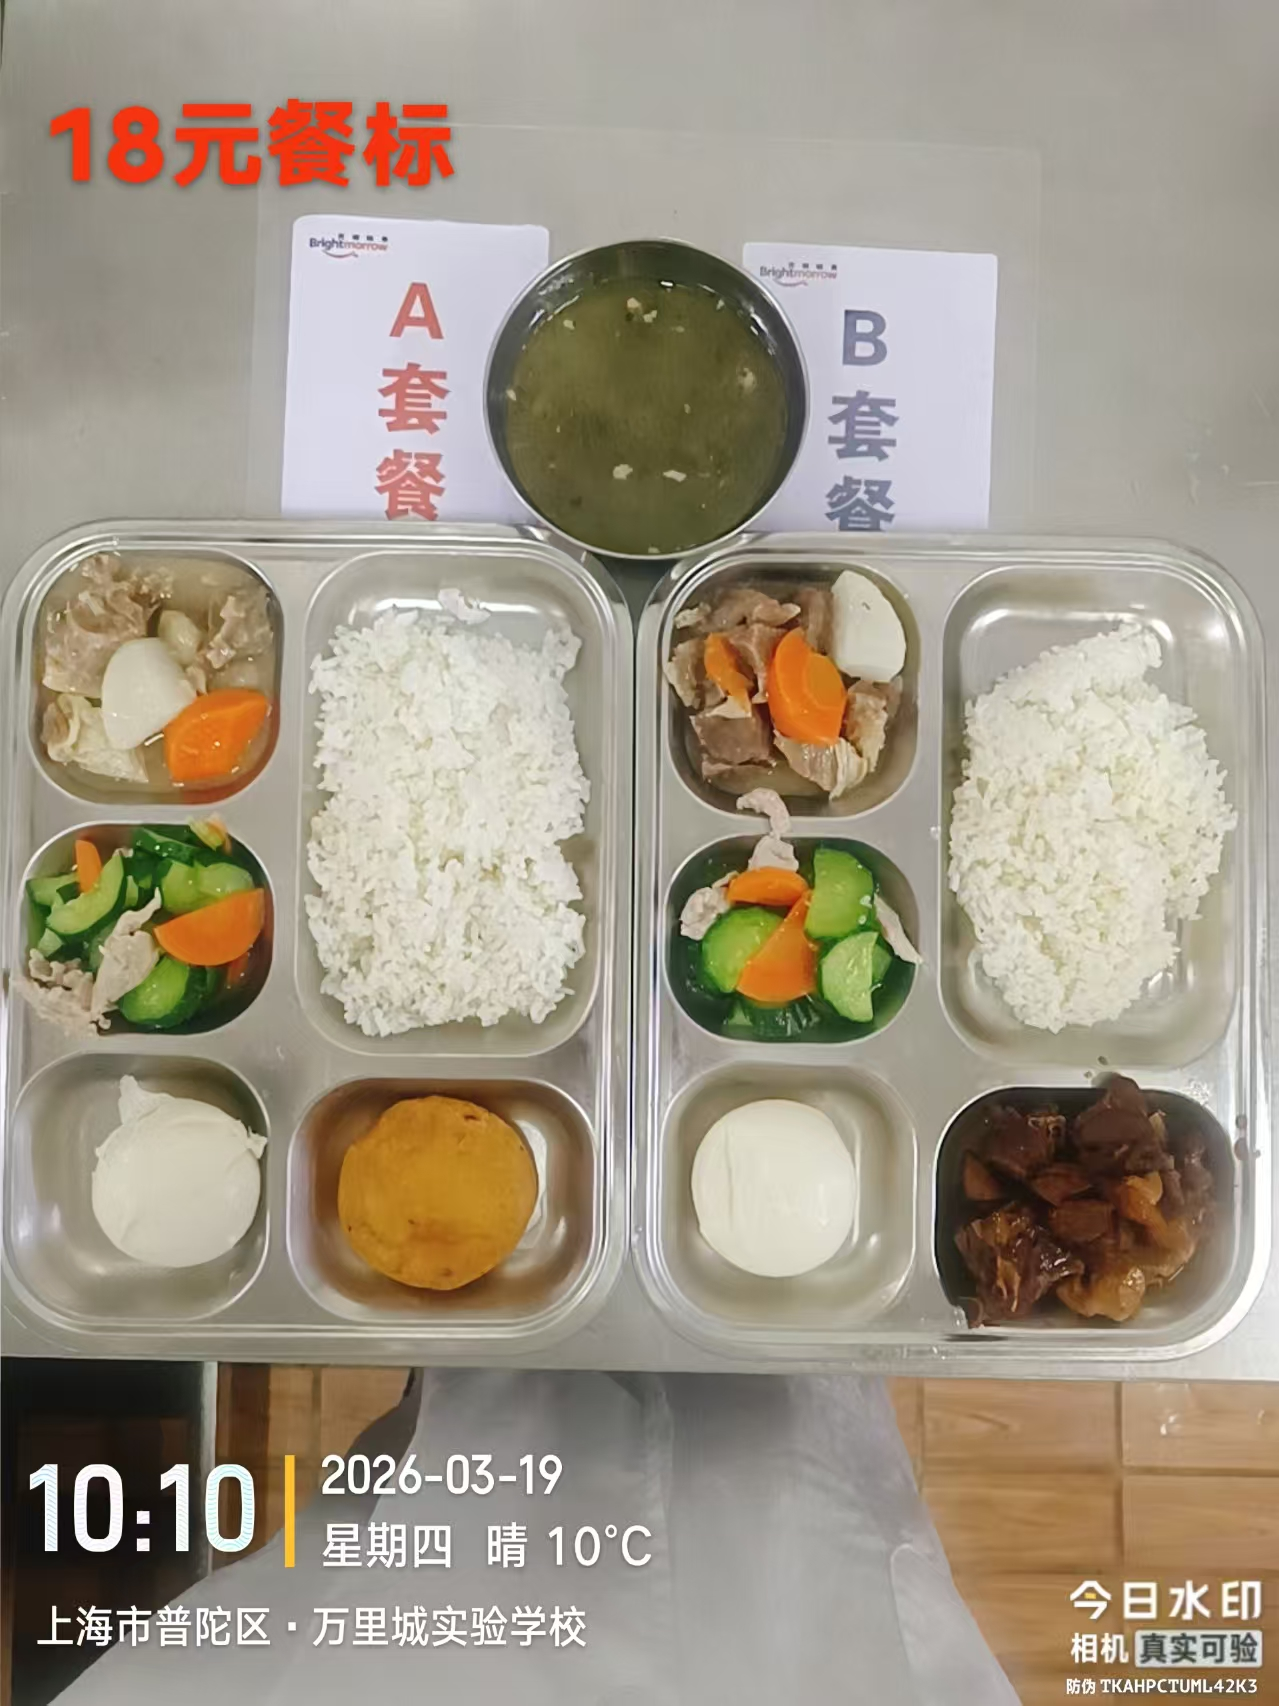 18元餐标
Brightmorrow
A
套
餐
Brightmorrow
B
套
餐
10:10
2026-03-19
星期四 晴 10°C
上海市普陀区·万里城实验学校
今日水印
相机 真实可验
防伪 TKAHPCTUML42K3